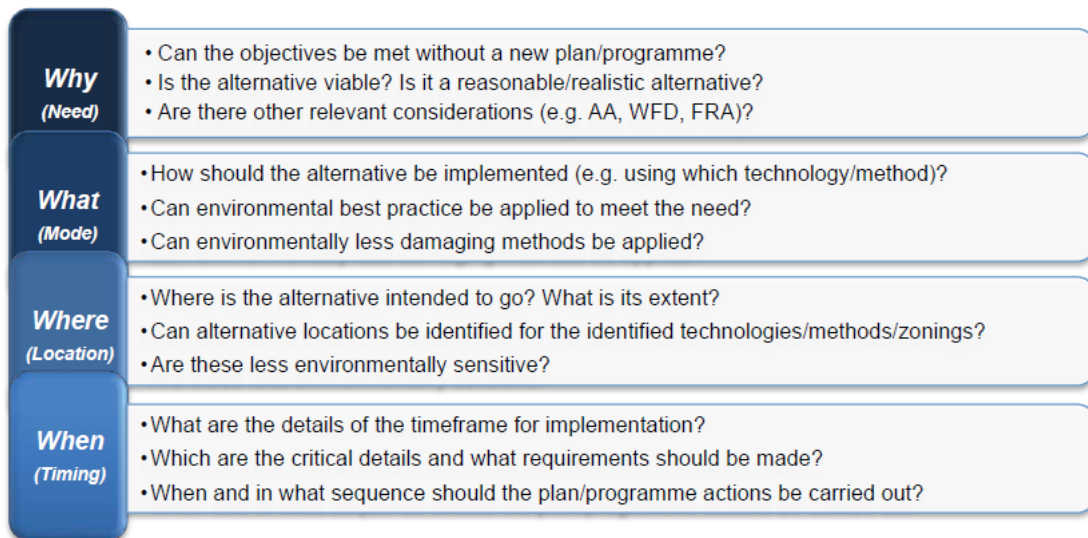 Why
(Need)
• Can the objectives be met without a new plan/programme?
• Is the alternative viable? Is it a reasonable/realistic alternative?
• Are there other relevant considerations (e.g. AA, WFD, FRA)?
What
(Mode)
• How should the alternative be implemented (e.g. using which technology/method)?
• Can environmental best practice be applied to meet the need?
• Can environmentally less damaging methods be applied?
Where
(Location)
• Where is the alternative intended to go? What is its extent?
• Can alternative locations be identified for the identified technologies/methods/zonings?
• Are these less environmentally sensitive?
When
(Timing)
• What are the details of the timeframe for implementation?
• Which are the critical details and what requirements should be made?
• When and in what sequence should the plan/programme actions be carried out?